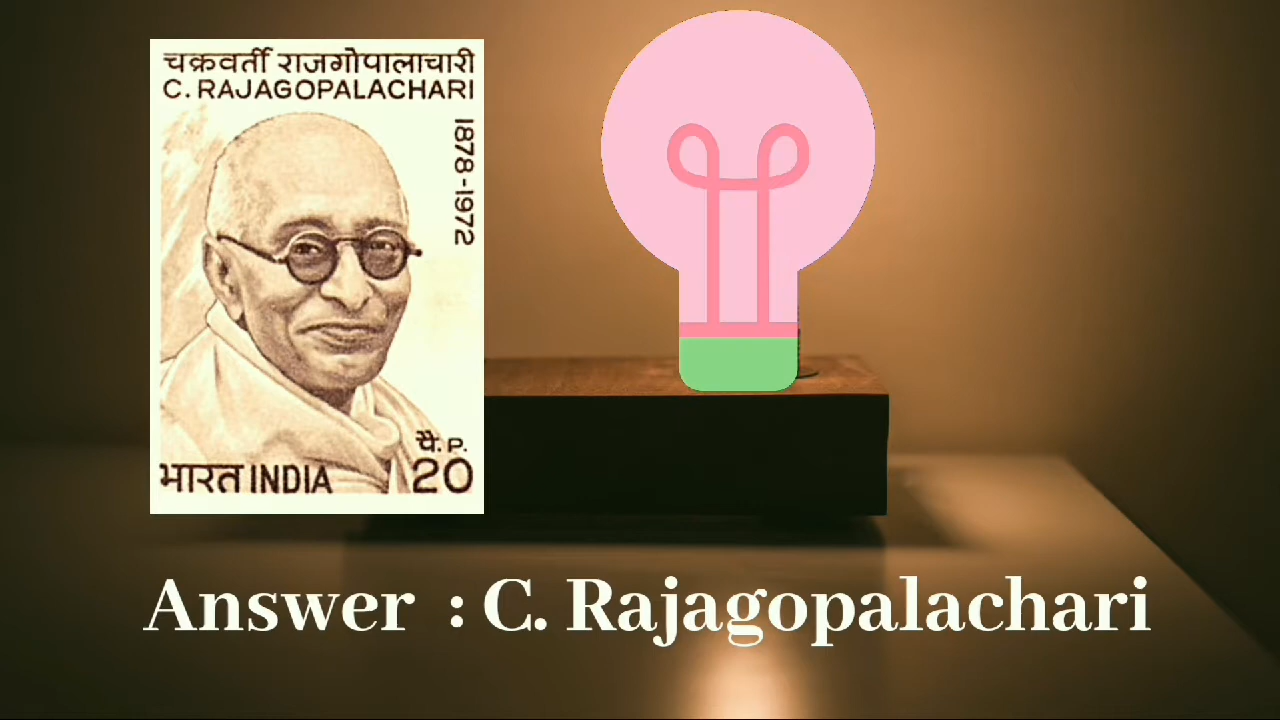 चक्रवर्ती राजगोपालाचारी
C. RAJAGOPALACHARI
1878-1972
पै. P.
भारत INDIA 20
Answer : C. Rajagopalachari